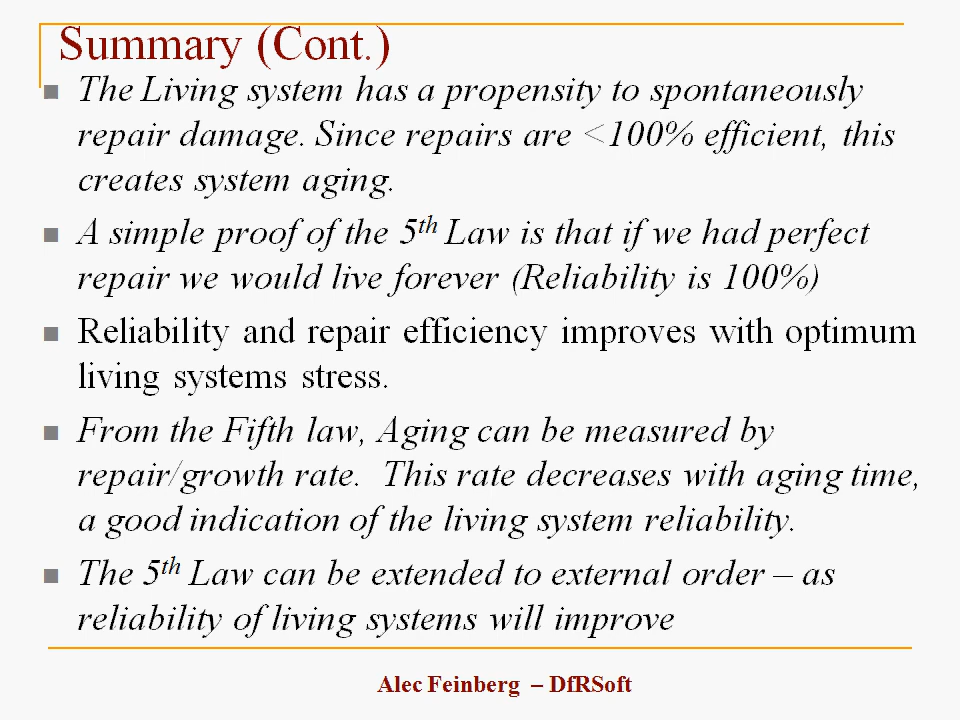 Summary (Cont.)
The Living system has a propensity to spontaneously
repair damage. Since repairs are <100% efficient, this
creates system aging.
A simple proof of the 5th Law is that if we had perfect
repair we would live forever (Reliability is 100%)
Reliability and repair efficiency improves with optimum
living systems stress.
From the Fifth law, Aging can be measured by
repair/growth rate.  This rate decreases with aging time,
a good indication of the living system reliability.
The 5th Law can be extended to external order – as
reliability of living systems will improve
Alec Feinberg – DfRSoft